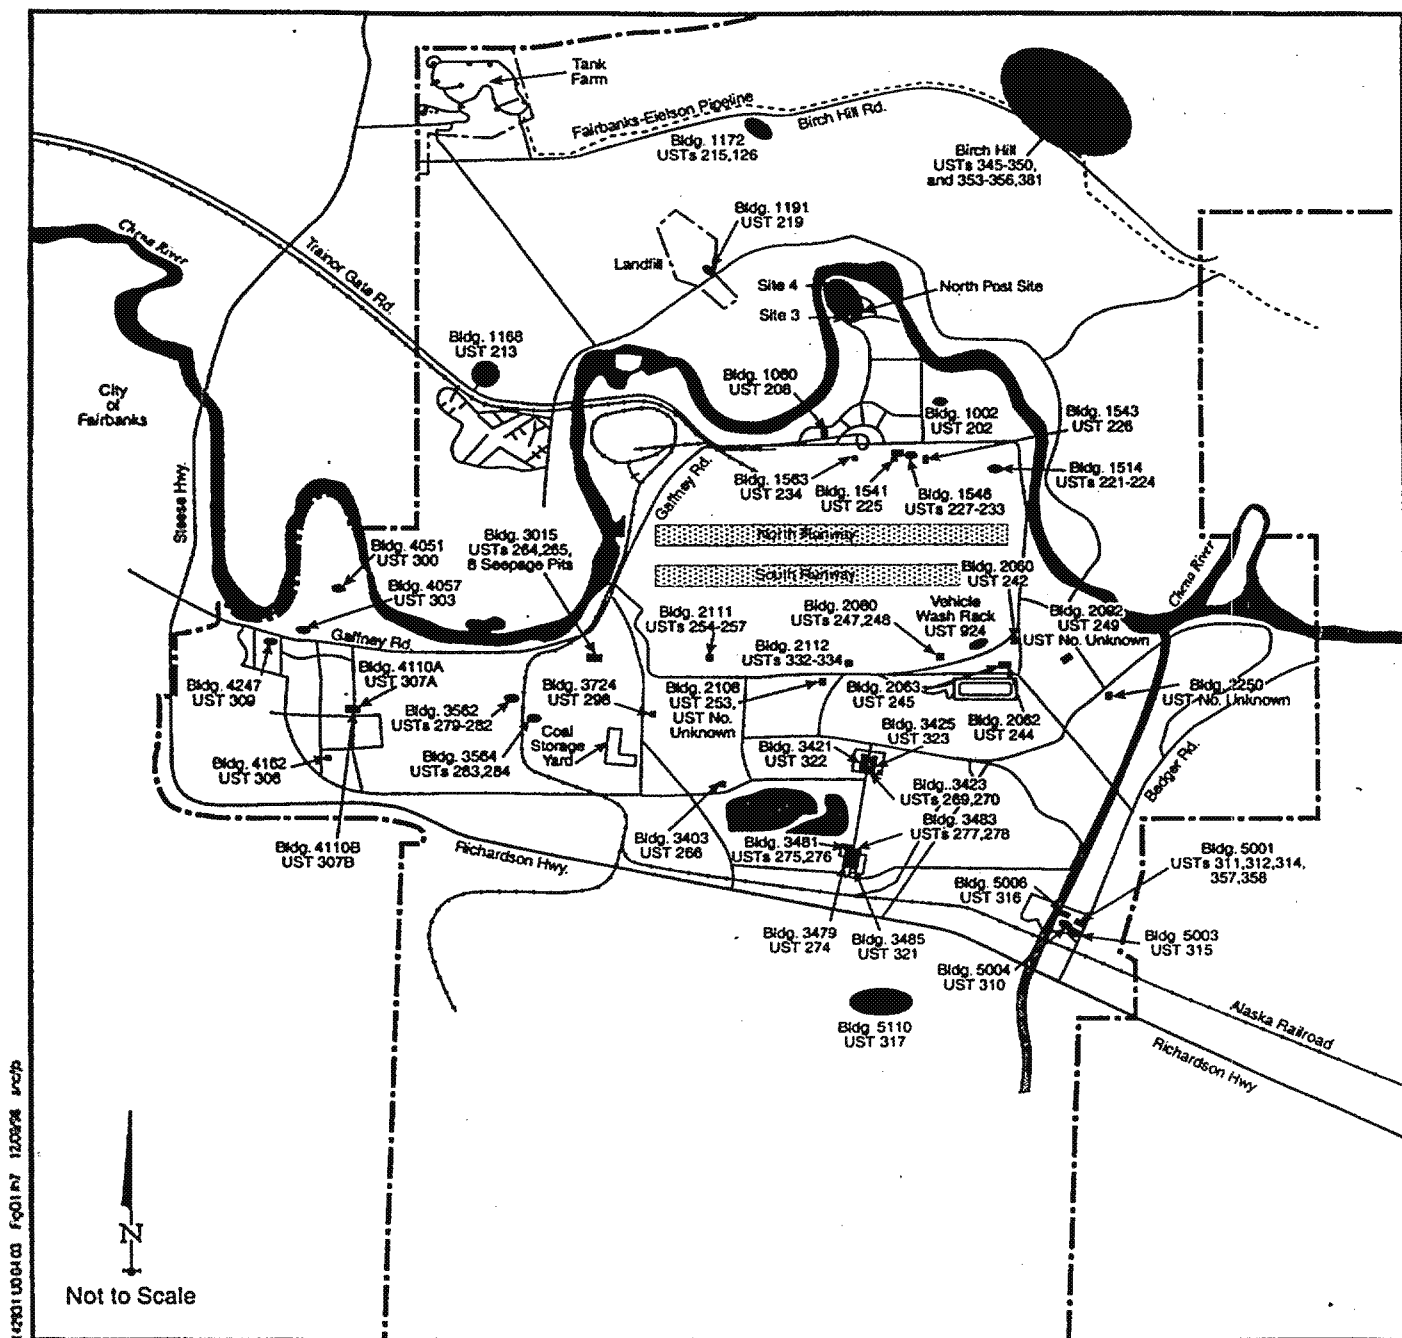 Tank
Farm
Fairbanks-Eielson Pipeline
Birch Hill Rd.
Bldg. 1172
USTs 215,126
Birch Hill
USTs 345-350,
and 353-356,381
Bldg. 1191
UST 219
Landfill
Chena River
Trainor Gate Rd.
Site 4
North Post Site
Site 3
Bldg. 1168
UST 213
City
of
Fairbanks
Bldg. 1060
UST 208
Bldg. 1002
UST 202
Bldg. 1543
UST 226
Steese Hwy.
Gaffney Rd.
Bldg. 1563
UST 234
Bldg. 1541
UST 225
Bldg. 1546
USTs 227-233
Bldg. 1514
USTs 221-224
North Runway
South Runway
Bldg. 4051
UST 300
Bldg. 3015
USTs 264,265,
8 Seepage Pits
Bldg. 4057
UST 303
Gaffney Rd.
Bldg. 2111
USTs 254-257
Bldg. 2080
USTs 247,248
Vehicle
Wash Rack
UST 924
Bldg. 2060
UST 242
Bldg. 2092
UST 249
UST No. Unknown
Chena River
Bldg. 2112
USTs 332-334
Bldg. 4247
UST 309
Bldg. 4110A
UST 307A
Bldg. 3562
USTs 279-282
Bldg. 3724
UST 298
Bldg. 2106
UST 253,
UST No.
Unknown
Bldg. 2063
UST 245
Bldg. 2062
UST 244
Bldg. 2250
UST No. Unknown
Bldg. 3425
UST 323
Bldg. 3421
UST 322
Coal
Storage
Yard
Bldg. 3564
USTs 283,284
Bldg. 4162
UST 306
Badger Rd.
Bldg. 3423
USTs 269,270
Bldg. 3483
USTs 277,278
Bldg. 3403
UST 266
Bldg. 3481
USTs 275,276
Bldg. 4110B
UST 307B
Richardson Hwy.
Bldg. 5001
USTs 311,312,314,
357,358
Bldg. 5006
UST 316
Bldg. 3479
UST 274
Bldg. 3485
UST 321
Bldg 5003
UST 315
Bldg. 5004
UST 310
Bldg 5110
UST 317
Alaska Railroad
Richardson Hwy
N
Not to Scale